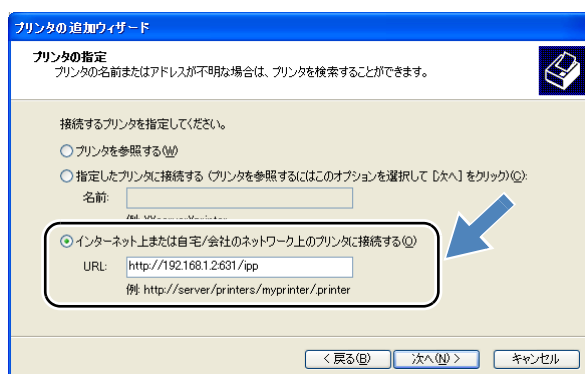 プリンタの追加ウィザード
プリンタの指定
プリンタの名前またはアドレスが不明な場合は、プリンタを検索することができます。
接続するプリンタを指定してください。
プリンタを参照する(W)
指定したプリンタに接続する (プリンタを参照するにはこのオプションを選択して [次へ] をクリック)(C):
名前:
インターネット上または自宅/会社のネットワーク上のプリンタに接続する(O)
URL: http://192.168.1.2:631/ipp
例: http://server/printers/myprinter/.printer
< 戻る(B) 次へ(N) > キャンセル